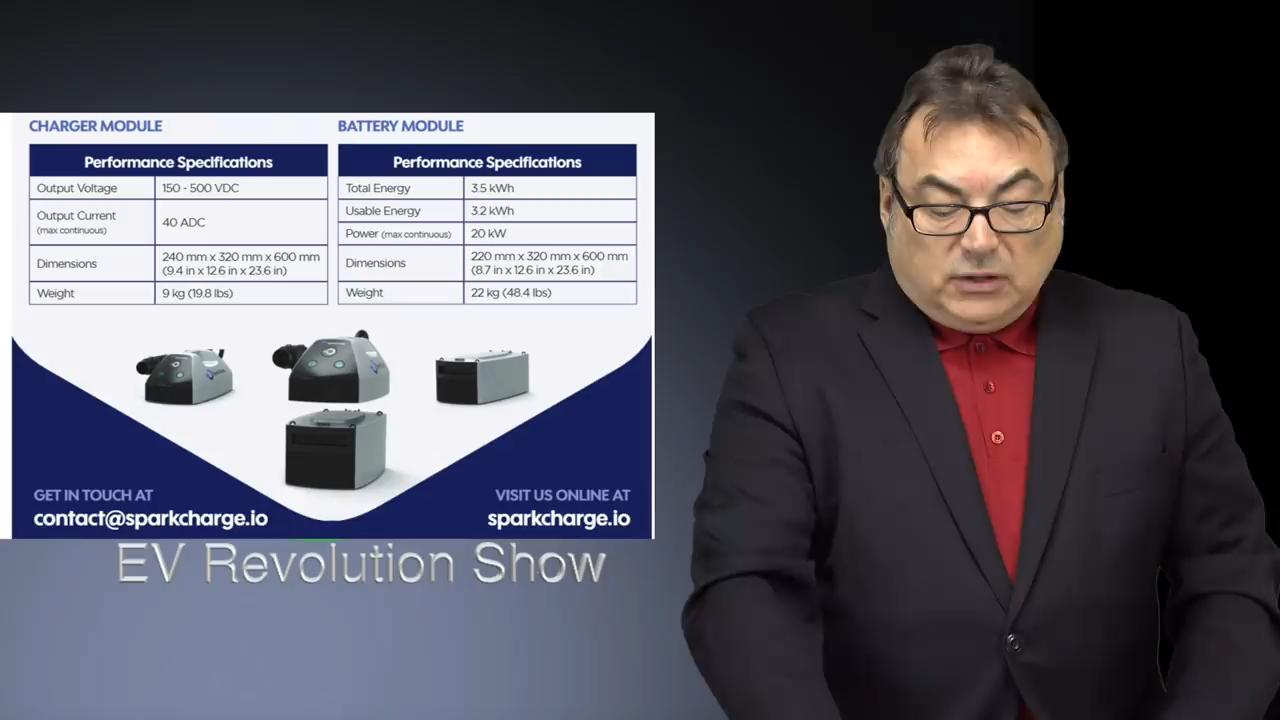 CHARGER MODULE
Performance Specifications
Output Voltage 150 - 500 VDC
Output Current
(max continuous)
40 ADC
Dimensions
240 mm x 320 mm x 600 mm
(9.4 in x 12.6 in x 23.6 in)
Weight 9 kg (19.8 lbs)
BATTERY MODULE
Performance Specifications
Total Energy 3.5 kWh
Usable Energy 3.2 kWh
Power (max continuous) 20 kW
Dimensions
220 mm x 320 mm x 600 mm
(8.7 in x 12.6 in x 23.6 in)
Weight 22 kg (48.4 lbs)
GET IN TOUCH AT
contact@sparkcharge.io
VISIT US ONLINE AT
sparkcharge.io
EV Revolution Show